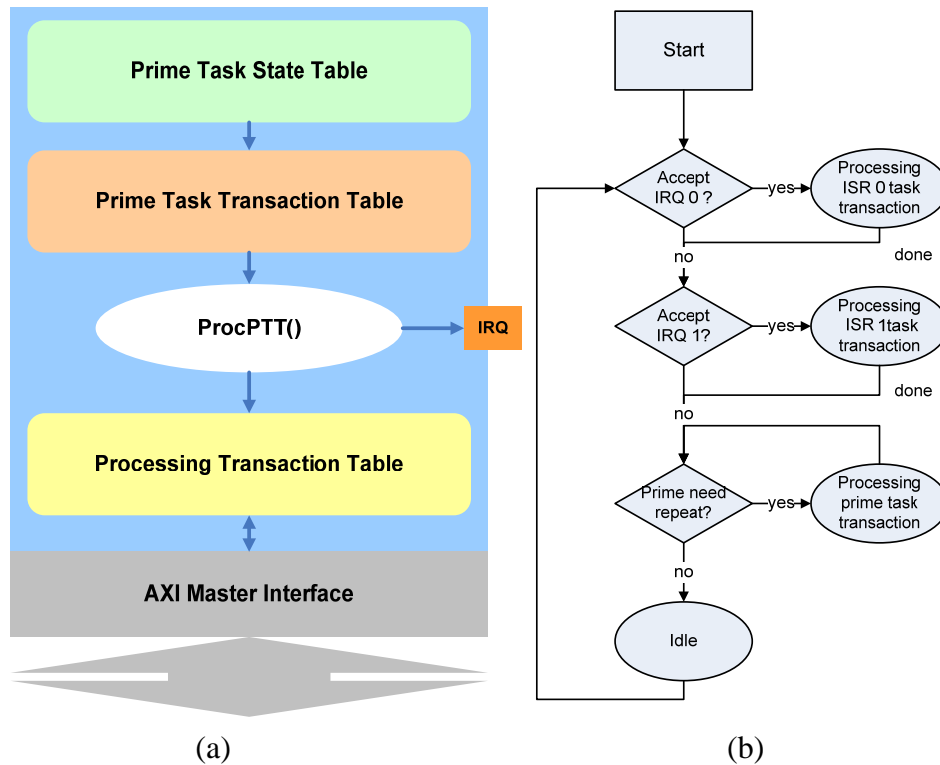 Prime Task State Table
Prime Task Transaction Table
ProcPTT()
IRQ
Processing Transaction Table
AXI Master Interface
(a)
Start
Accept
IRQ 0 ?
yes
Processing
ISR 0 task
transaction
no
done
Accept
IRQ 1?
yes
Processing
ISR 1task
transaction
no
done
Prime need
repeat?
yes
Processing
prime task
transaction
no
Idle
(b)